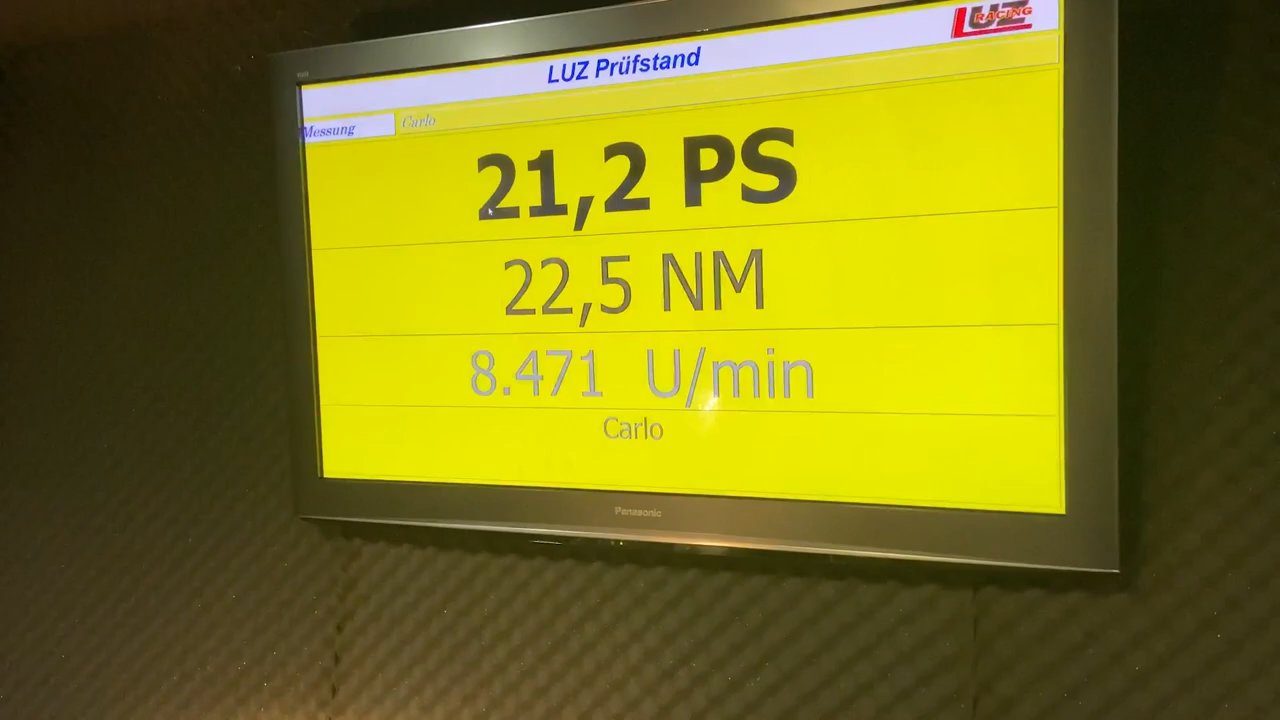 LUZ RACING
LUZ Prüfstand
Messung Carlo
21,2 PS
22,5 NM
8.471 U/min
Carlo
Panasonic